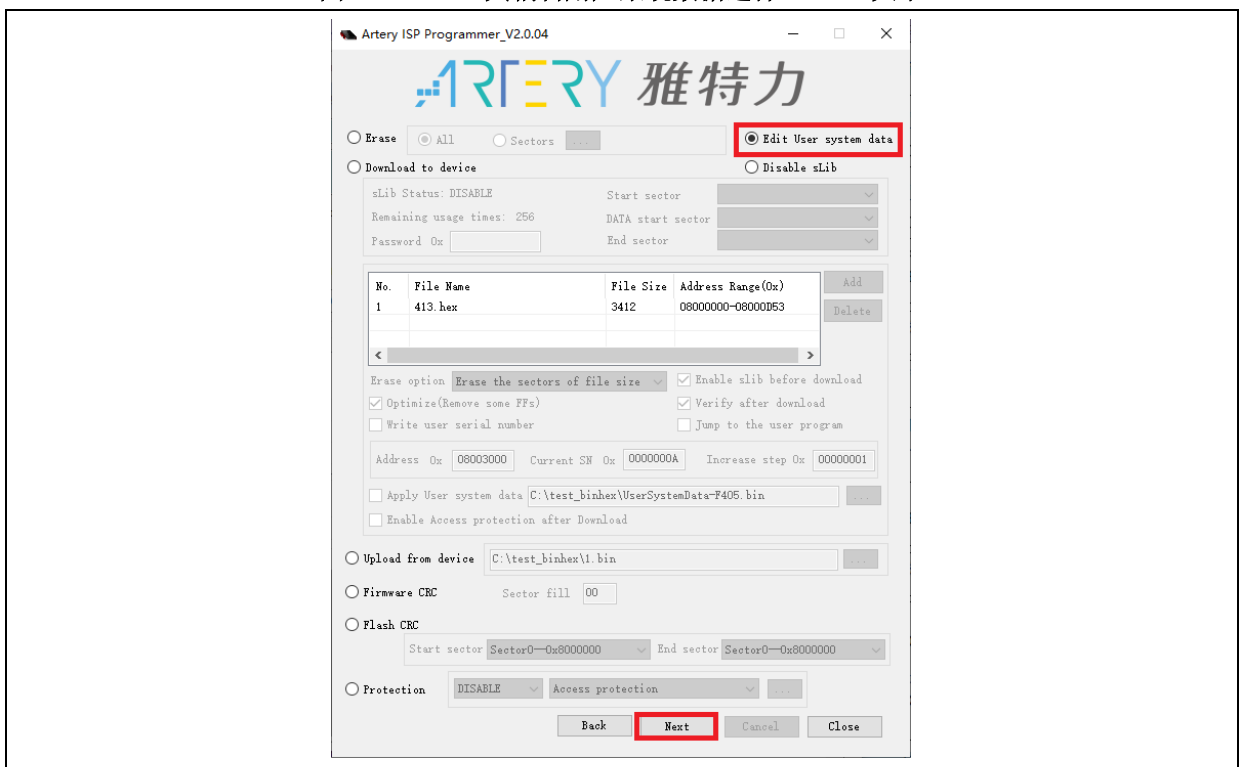 Artery ISP Programmer_V2.0.04
ARTERY 雅特力
Erase All Sectors ... Edit User system data
Download to device Disable sLib
sLib Status: DISABLE Start sector
Remaining usage times: 256 DATA start sector
Password 0x End sector
No. File Name File Size Address Range(0x) Add
1 413.hex 3412 08000000-08000D53 Delete
Erase option Erase the sectors of file size Enable slib before download
Optimize(Remove some FFs) Verify after download
Write user serial number Jump to the user program
Address 0x 08003000 Current SN 0x 0000000A Increase step 0x 00000001
Apply User system data C:\test_binhex\UserSystemData-F405.bin ...
Enable Access protection after Download
Upload from device C:\test_binhex\1.bin ...
Firmware CRC Sector fill 00
Flash CRC
Start sector Sector0—0x8000000 End sector Sector0—0x8000000
Protection DISABLE Access protection ...
Back Next Cancel Close